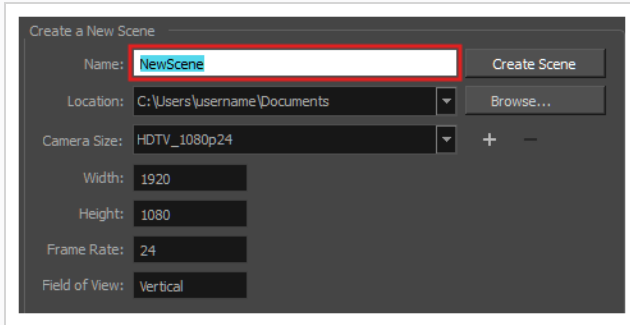 Create a New Scene
Name: NewScene Create Scene
Location: C:\Users\username\Documents Browse...
Camera Size: HDTV_1080p24 + −
Width: 1920
Height: 1080
Frame Rate: 24
Field of View: Vertical